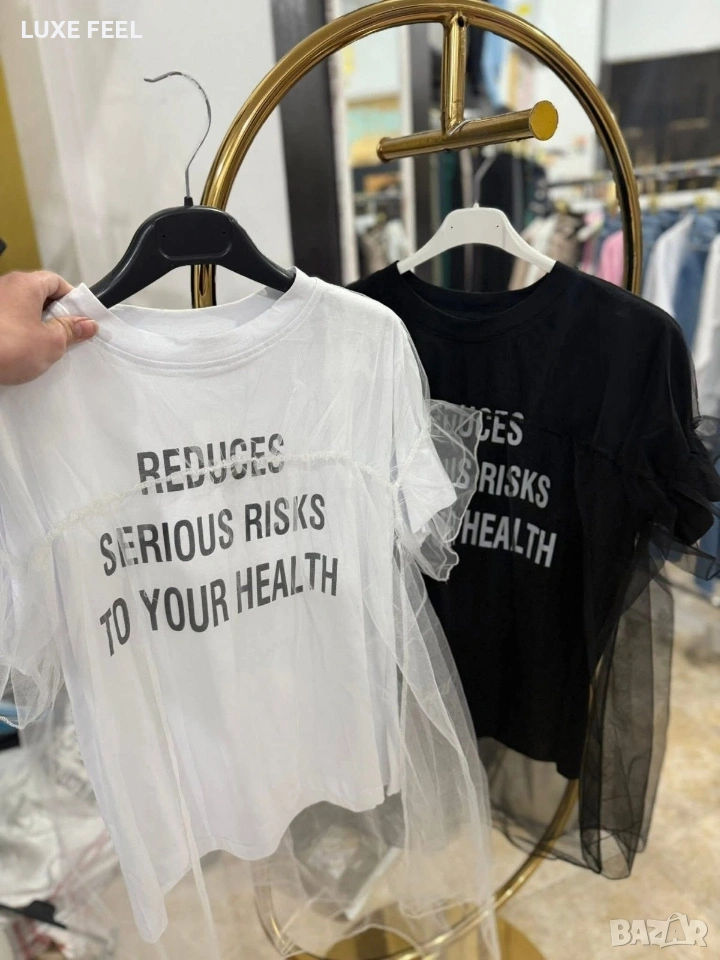 LUXE FEEL
REDUCES
SERIOUS RISKS
TO YOUR HEALTH
RISKS
HEALTH
BAZAR